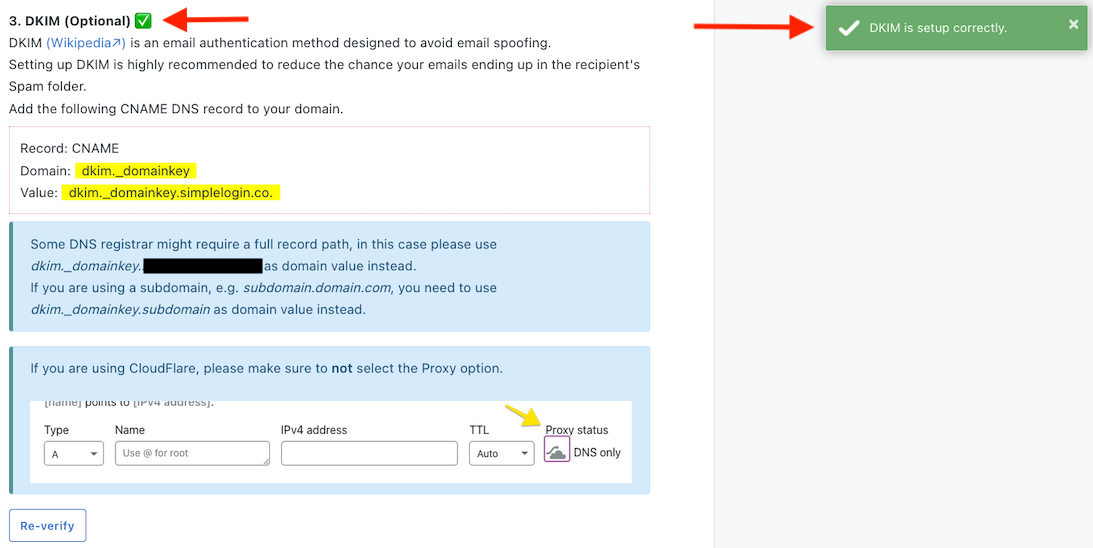 3. DKIM (Optional) ✅
DKIM is setup correctly. ×
DKIM (Wikipedia↗) is an email authentication method designed to avoid email spoofing.
Setting up DKIM is highly recommended to reduce the chance your emails ending up in the recipient's
Spam folder.
Add the following CNAME DNS record to your domain.
Record: CNAME
Domain: dkim._domainkey
Value: dkim._domainkey.simplelogin.co.
Some DNS registrar might require a full record path, in this case please use
dkim._domainkey. as domain value instead.
If you are using a subdomain, e.g. subdomain.domain.com, you need to use
dkim._domainkey.subdomain as domain value instead.
If you are using CloudFlare, please make sure to not select the Proxy option.
[name] points to [IPv4 address].
Type Name IPv4 address TTL Proxy status
A Use @ for root Auto DNS only
Re-verify